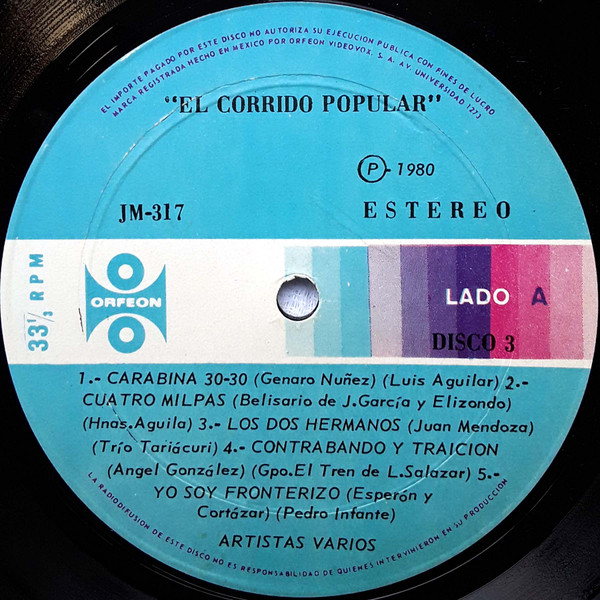 EL IMPORTE PAGADO POR ESTE DISCO NO AUTORIZA SU EJECUCION PUBLICA CON FINES DE LUCRO
MARCA REGISTRADA HECHO EN MEXICO POR ORFEON VIDEOVOX, S. A. AV. UNIVERSIDAD 1273
"EL CORRIDO POPULAR"
P - 1980
JM-317
ESTEREO
33⅓ RPM
ORFEON
LADO A
DISCO 3
1.- CARABINA 30-30 (Genaro Nuñez) (Luis Aguilar) 2.-
CUATRO MILPAS (Belisario de J. García y Elizondo)
(Hnas. Aguila) 3.- LOS DOS HERMANOS (Juan Mendoza)
(Trío Tariácuri) 4.- CONTRABANDO Y TRAICION
(Angel González) (Gpo. El Tren de L. Salazar) 5.-
YO SOY FRONTERIZO (Esperón y
Cortázar) (Pedro Infante)
ARTISTAS VARIOS
LA RADIODIFUSION DE ESTE DISCO NO ES RESPONSABILIDAD DE QUIENES INTERVINIERON EN SU PRODUCCION